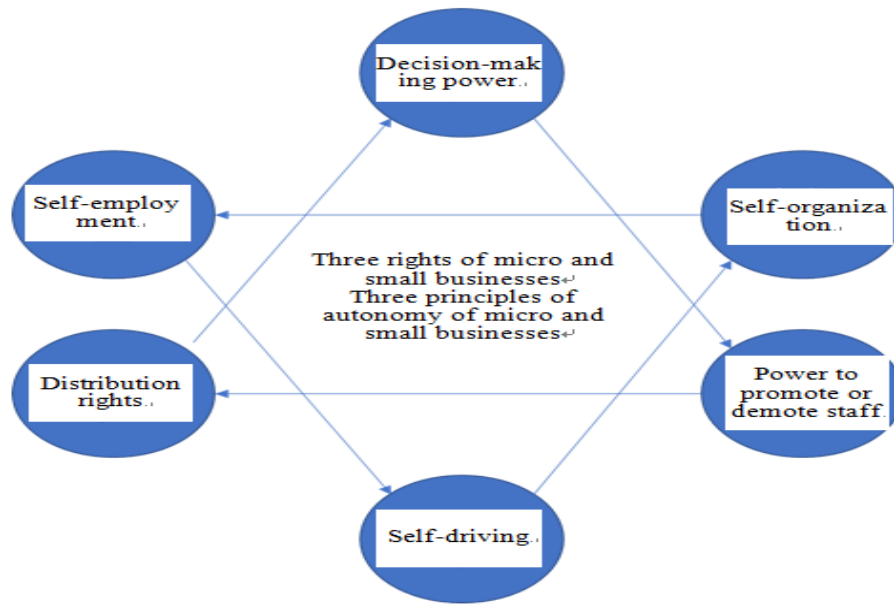 Decision-mak
ing power.
Self-employ
ment.
Self-organiza
tion.
Three rights of micro and
small businesses↵
Three principles of
autonomy of micro and
small businesses↵
Distribution
rights.
Power to
promote or
demote staff.
Self-driving.